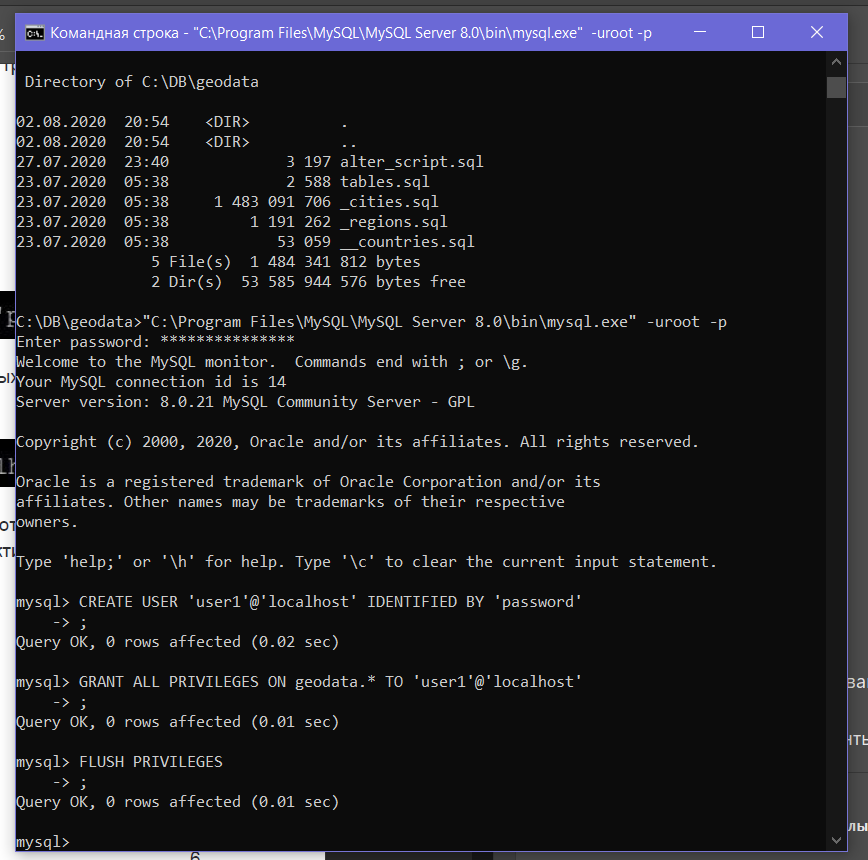 Командная строка - "C:\Program Files\MySQL\MySQL Server 8.0\bin\mysql.exe" -uroot -p
Directory of C:\DB\geodata
02.08.2020  20:54    <DIR>          .
02.08.2020  20:54    <DIR>          ..
27.07.2020  23:40             3 197 alter_script.sql
23.07.2020  05:38             2 588 tables.sql
23.07.2020  05:38     1 483 091 706 _cities.sql
23.07.2020  05:38         1 191 262 _regions.sql
23.07.2020  05:38            53 059 __countries.sql
5 File(s)  1 484 341 812 bytes
2 Dir(s)  53 585 944 576 bytes free
C:\DB\geodata>"C:\Program Files\MySQL\MySQL Server 8.0\bin\mysql.exe" -uroot -p
Enter password: ***************
Welcome to the MySQL monitor.  Commands end with ; or \g.
Your MySQL connection id is 14
Server version: 8.0.21 MySQL Community Server - GPL
Copyright (c) 2000, 2020, Oracle and/or its affiliates. All rights reserved.
Oracle is a registered trademark of Oracle Corporation and/or its
affiliates. Other names may be trademarks of their respective
owners.
Type 'help;' or '\h' for help. Type '\c' to clear the current input statement.
mysql> CREATE USER 'user1'@'localhost' IDENTIFIED BY 'password'
-> ;
Query OK, 0 rows affected (0.02 sec)
mysql> GRANT ALL PRIVILEGES ON geodata.* TO 'user1'@'localhost'
-> ;
Query OK, 0 rows affected (0.01 sec)
mysql> FLUSH PRIVILEGES
-> ;
Query OK, 0 rows affected (0.01 sec)
mysql>